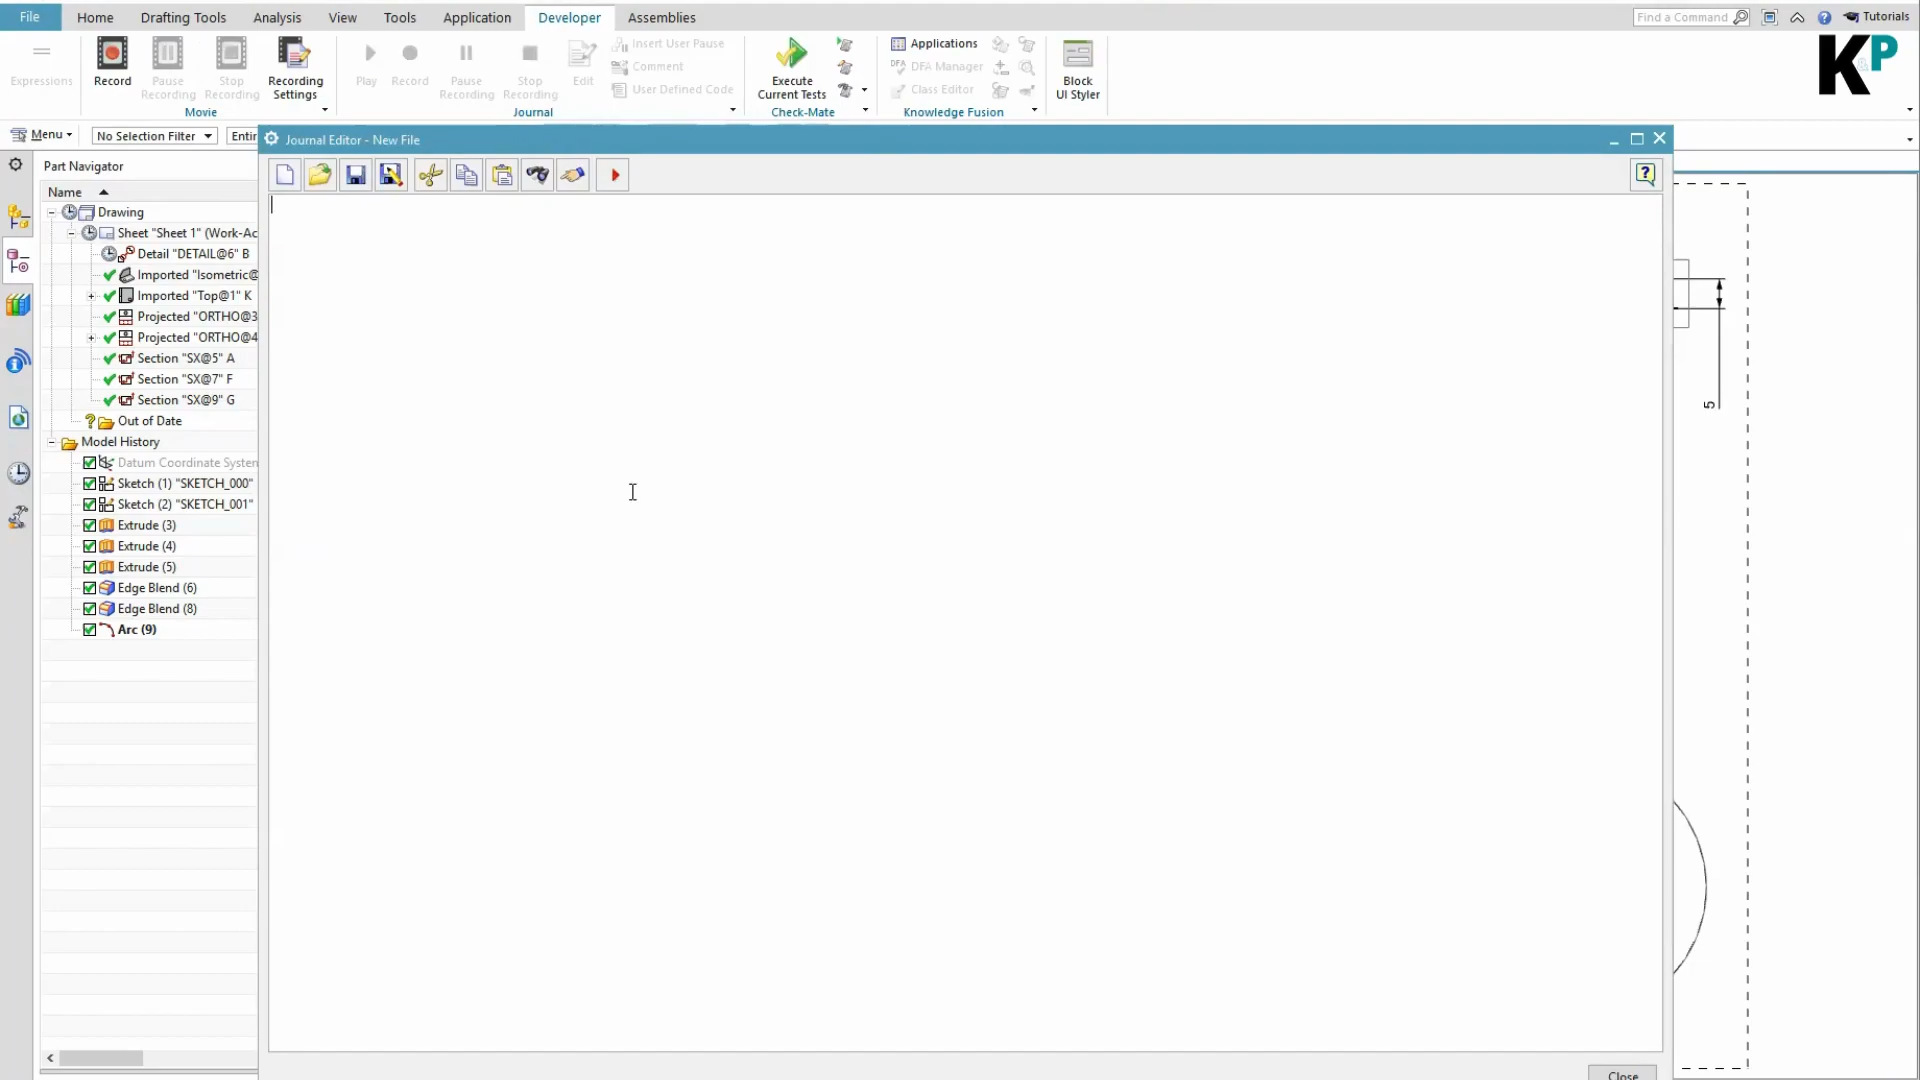 File Home Drafting Tools Analysis View Tools Application Developer Assemblies Find a Command Tutorials
Expressions Record Pause Recording Stop Recording Recording Settings Play Record Pause Recording Stop Recording Edit Insert User Pause Comment User Defined Code Execute Current Tests Applications DFA Manager Class Editor Block UI Styler K&P
Movie Journal Check-Mate Knowledge Fusion
Menu No Selection Filter Entir
Journal Editor - New File
Part Navigator
Name
Drawing
Sheet "Sheet 1" (Work-Ac
Detail "DETAIL@6" B
Imported "Isometric@
Imported "Top@1" K
Projected "ORTHO@3
Projected "ORTHO@4
Section "SX@5" A
Section "SX@7" F
Section "SX@9" G
Out of Date
Model History
Datum Coordinate System
Sketch (1) "SKETCH_000"
Sketch (2) "SKETCH_001"
Extrude (3)
Extrude (4)
Extrude (5)
Edge Blend (6)
Edge Blend (8)
Arc (9)
5
Close